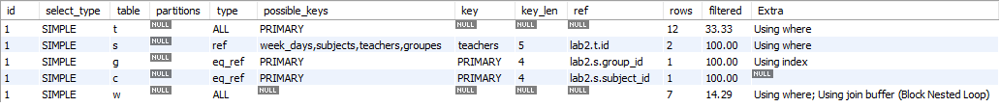 id select_type table partitions type possible_keys key key_len ref rows filtered Extra
1 SIMPLE t NULL ALL PRIMARY NULL NULL NULL 12 33.33 Using where
1 SIMPLE s NULL ref week_days,subjects,teachers,groupes teachers 5 lab2.t.id 2 100.00 Using where
1 SIMPLE g NULL eq_ref PRIMARY PRIMARY 4 lab2.s.group_id 1 100.00 Using index
1 SIMPLE c NULL eq_ref PRIMARY PRIMARY 4 lab2.s.subject_id 1 100.00 NULL
1 SIMPLE w NULL ALL NULL NULL NULL NULL 7 14.29 Using where; Using join buffer (Block Nested Loop)